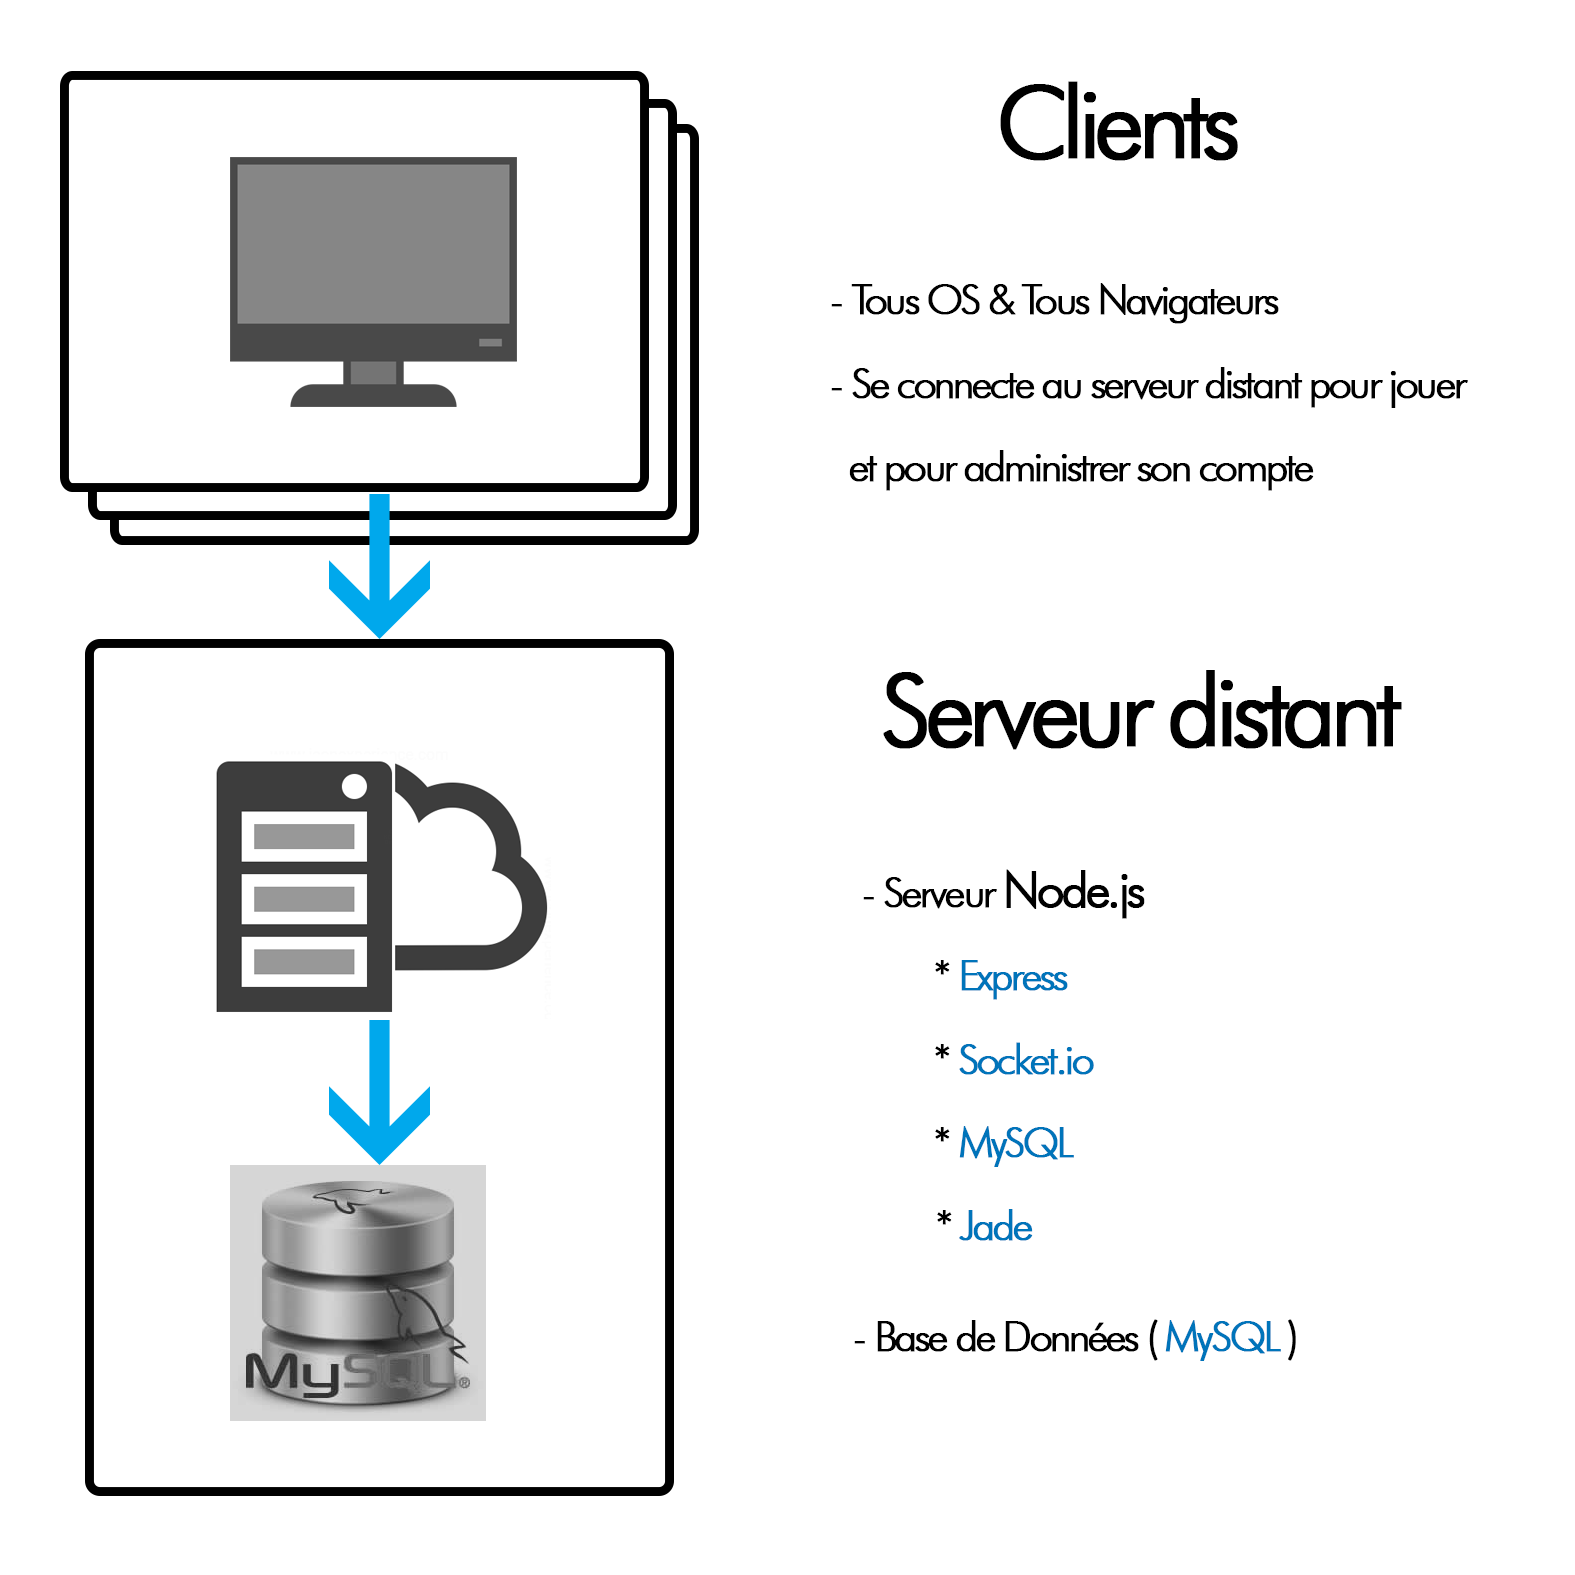 Clients
- Tous OS & Tous Navigateurs
- Se connecte au serveur distant pour jouer
et pour administrer son compte
Serveur distant
- Serveur Node.js
* Express
* Socket.io
* MySQL
* Jade
- Base de Données ( MySQL )
MySQL®